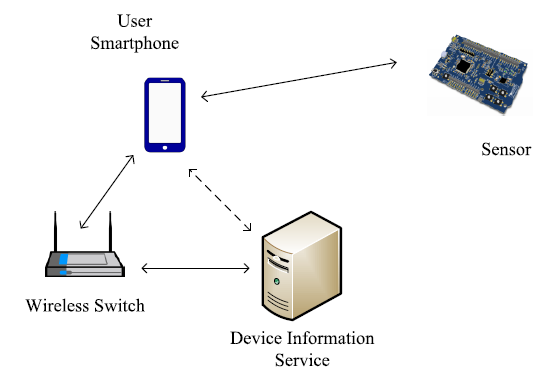 User
Smartphone
Sensor
Wireless Switch
Device Information
Service